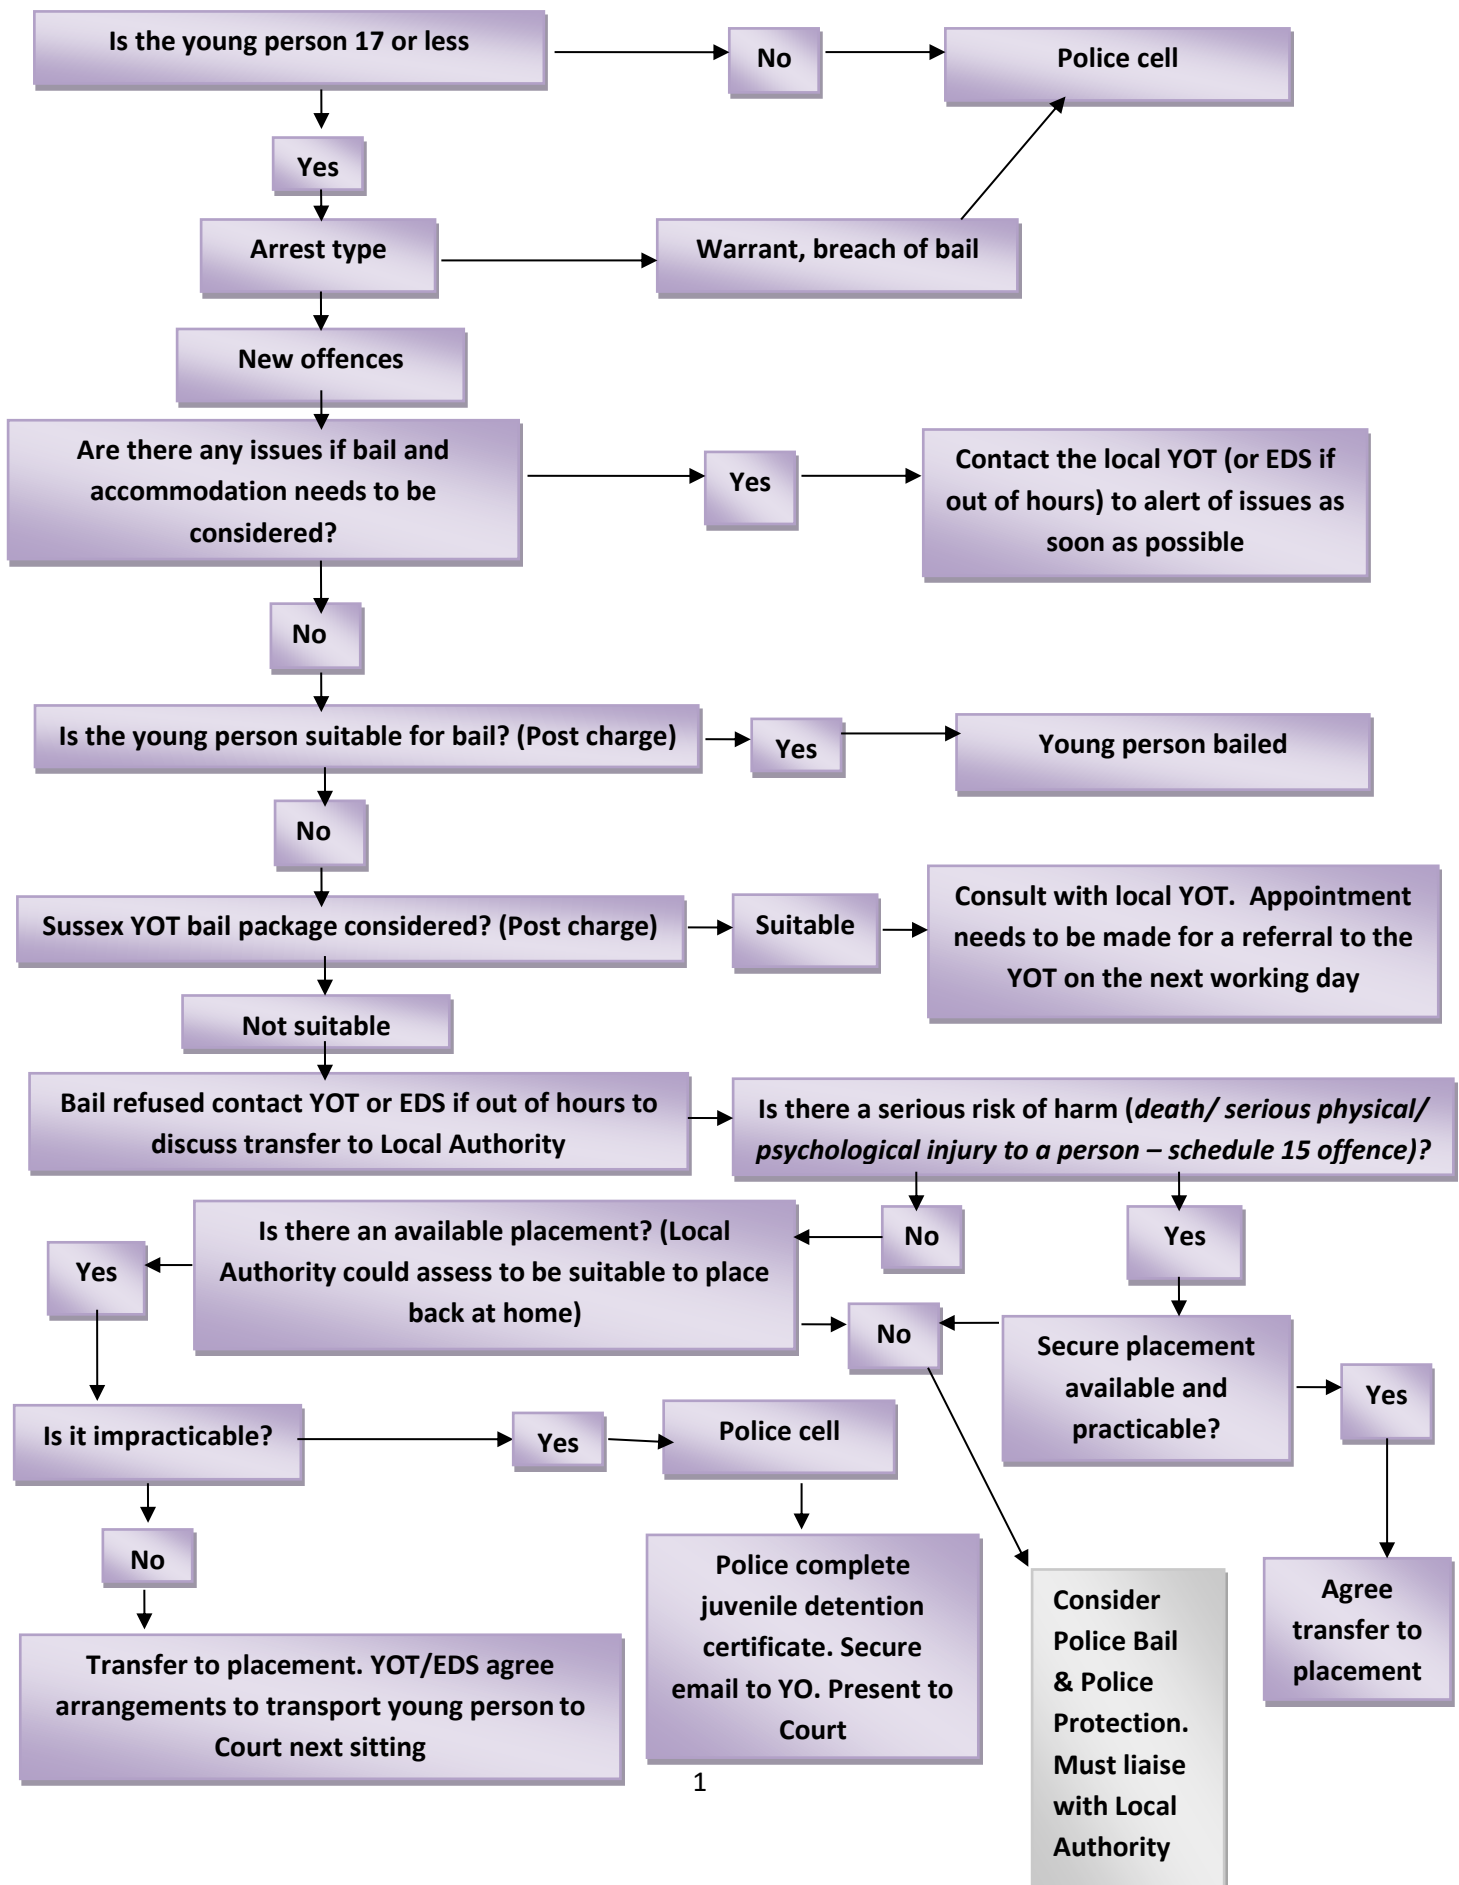 Is the young person 17 or less
No
Police cell
Yes
Arrest type
Warrant, breach of bail
New offences
Are there any issues if bail and
accommodation needs to be
considered?
Yes
Contact the local YOT (or EDS if
out of hours) to alert of issues as
soon as possible
No
Is the young person suitable for bail? (Post charge)
Yes
Young person bailed
No
Sussex YOT bail package considered? (Post charge)
Suitable
Consult with local YOT.  Appointment
needs to be made for a referral to the
YOT on the next working day
Not suitable
Bail refused contact YOT or EDS if out of hours to
discuss transfer to Local Authority
Is there a serious risk of harm (death/ serious physical/
psychological injury to a person – schedule 15 offence)?
No
Yes
Is there an available placement? (Local
Authority could assess to be suitable to place
back at home)
Yes
No
Secure placement
available and
practicable?
Yes
Is it impracticable?
Yes
Police cell
No
Transfer to placement. YOT/EDS agree
arrangements to transport young person to
Court next sitting
Police complete
juvenile detention
certificate. Secure
email to YO. Present to
Court
Consider
Police Bail
& Police
Protection.
Must liaise
with Local
Authority
Agree
transfer to
placement
1